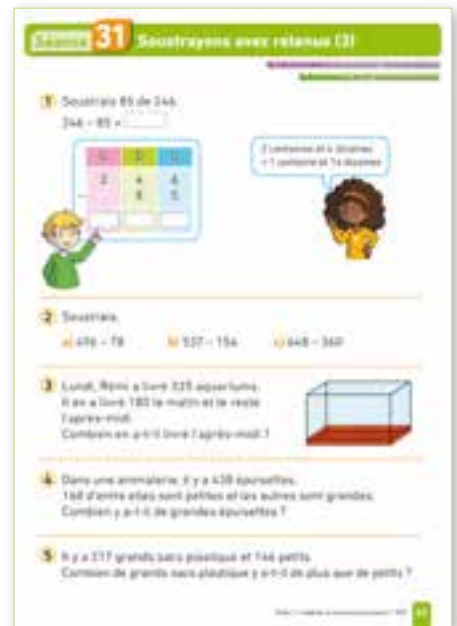 Séance 31 Soustrayons avec retenue (3)
1 Soustrais 85 de 246.
246 – 85 =
C D U
2 4 6
– 8 5
2 centaines et 4 dizaines
= 1 centaine et 14 dizaines
2 Soustrais.
a) 496 – 78 b) 537 – 154 c) 648 – 360
3 Lundi, Rémi a livré 325 aquariums.
Il en a livré 180 le matin et le reste
l'après-midi.
Combien en a-t-il livré l'après-midi ?
4 Dans une animalerie, il y a 438 épuisettes.
168 d'entre elles sont petites et les autres sont grandes.
Combien y a-t-il de grandes épuisettes ?
5 Il y a 217 grands sacs plastique et 146 petits.
Combien de grands sacs plastique y a-t-il de plus que de petits ?